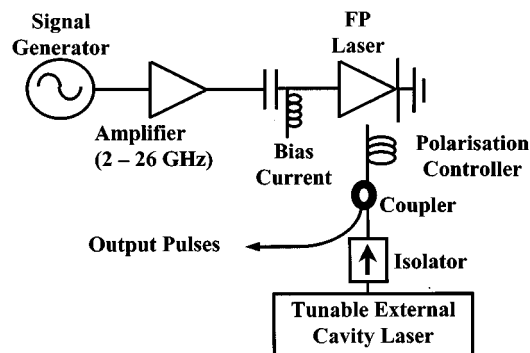 Signal
Generator
FP
Laser
Amplifier
(2 – 26 GHz)
Bias
Current
Polarisation
Controller
Coupler
Output Pulses
Isolator
Tunable External
Cavity Laser